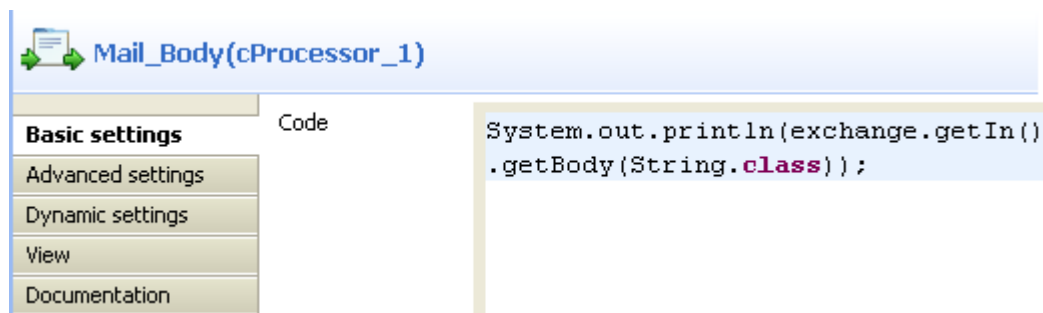 Mail_Body(cProcessor_1)
Basic settings
Advanced settings
Dynamic settings
View
Documentation
Code
System.out.println(exchange.getIn()
.getBody(String.class));